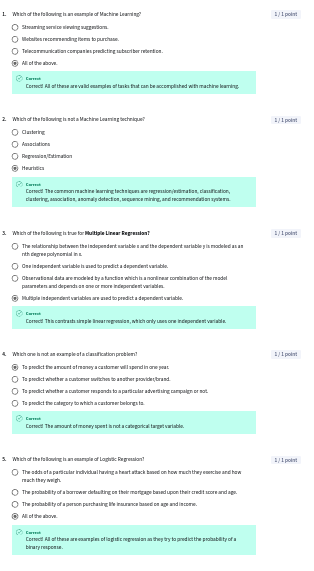 1. Which of the following is an example of Machine Learning? 1 / 1 point
Streaming service viewing suggestions.
Websites recommending items to purchase.
Telecommunication companies predicting subscriber retention.
All of the above.
Correct
Correct! All of these are valid examples of tasks that can be accomplished with machine learning.
2. Which of the following is not a Machine Learning technique? 1 / 1 point
Clustering
Associations
Regression/Estimation
Heuristics
Correct
Correct! The common machine learning techniques are regression/estimation, classification,
clustering, association, anomaly detection, sequence mining, and recommendation systems.
3. Which of the following is true for Multiple Linear Regression? 1 / 1 point
The relationship between the independent variable x and the dependent variable y is modeled as an
nth degree polynomial in x.
One independent variable is used to predict a dependent variable.
Observational data are modeled by a function which is a nonlinear combination of the model
parameters and depends on one or more independent variables.
Multiple independent variables are used to predict a dependent variable.
Correct
Correct! This contrasts simple linear regression, which only uses one independent variable.
4. Which one is not an example of a classification problem? 1 / 1 point
To predict the amount of money a customer will spend in one year.
To predict whether a customer switches to another provider/brand.
To predict whether a customer responds to a particular advertising campaign or not.
To predict the category to which a customer belongs to.
Correct
Correct! The amount of money spent is not a categorical target variable.
5. Which of the following is an example of Logistic Regression? 1 / 1 point
The odds of a particular individual having a heart attack based on how much they exercise and how
much they weigh.
The probability of a borrower defaulting on their mortgage based upon their credit score and age.
The probability of a person purchasing life insurance based on age and income.
All of the above.
Correct
Correct! All of these are examples of logistic regression as they try to predict the probability of a
binary response.